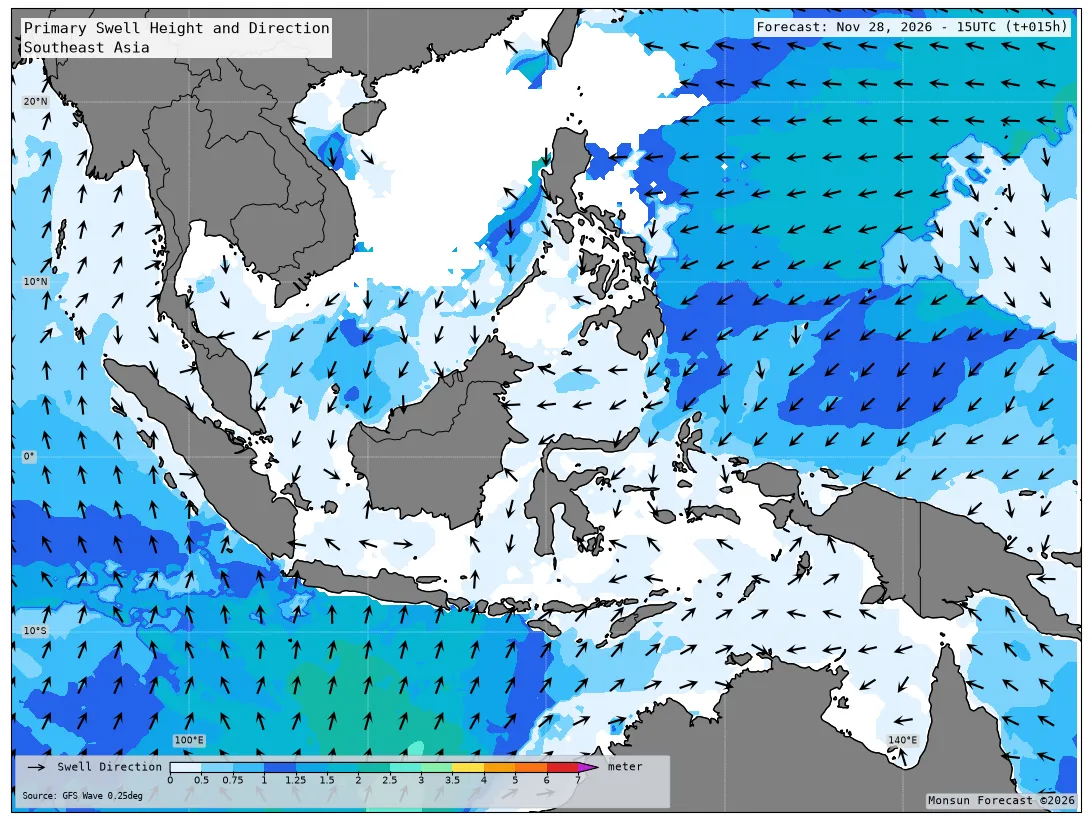 Primary Swell Height and Direction
Southeast Asia
Forecast: Nov 28, 2026 - 15UTC (t+015h)
20°N
10°N
0°
10°S
100°E
140°E
Swell Direction
0 0.5 0.75 1 1.25 1.5 2 2.5 3 3.5 4 5 6 7
meter
Source: GFS Wave 0.25deg
Monsun Forecast ©2026